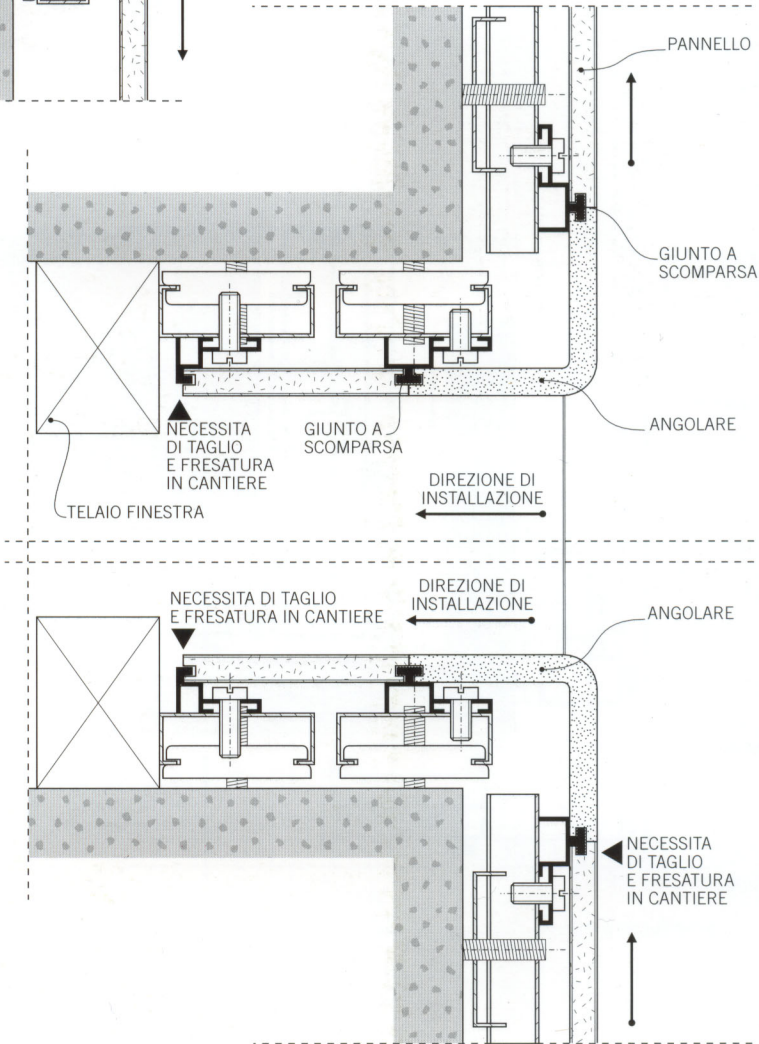 PANNELLO
GIUNTO A
SCOMPARSA
ANGOLARE
NECESSITA
DI TAGLIO
E FRESATURA
IN CANTIERE
GIUNTO A
SCOMPARSA
TELAIO FINESTRA
DIREZIONE DI
INSTALLAZIONE
NECESSITA DI TAGLIO
E FRESATURA IN CANTIERE
DIREZIONE DI
INSTALLAZIONE
ANGOLARE
NECESSITA
DI TAGLIO
E FRESATURA
IN CANTIERE